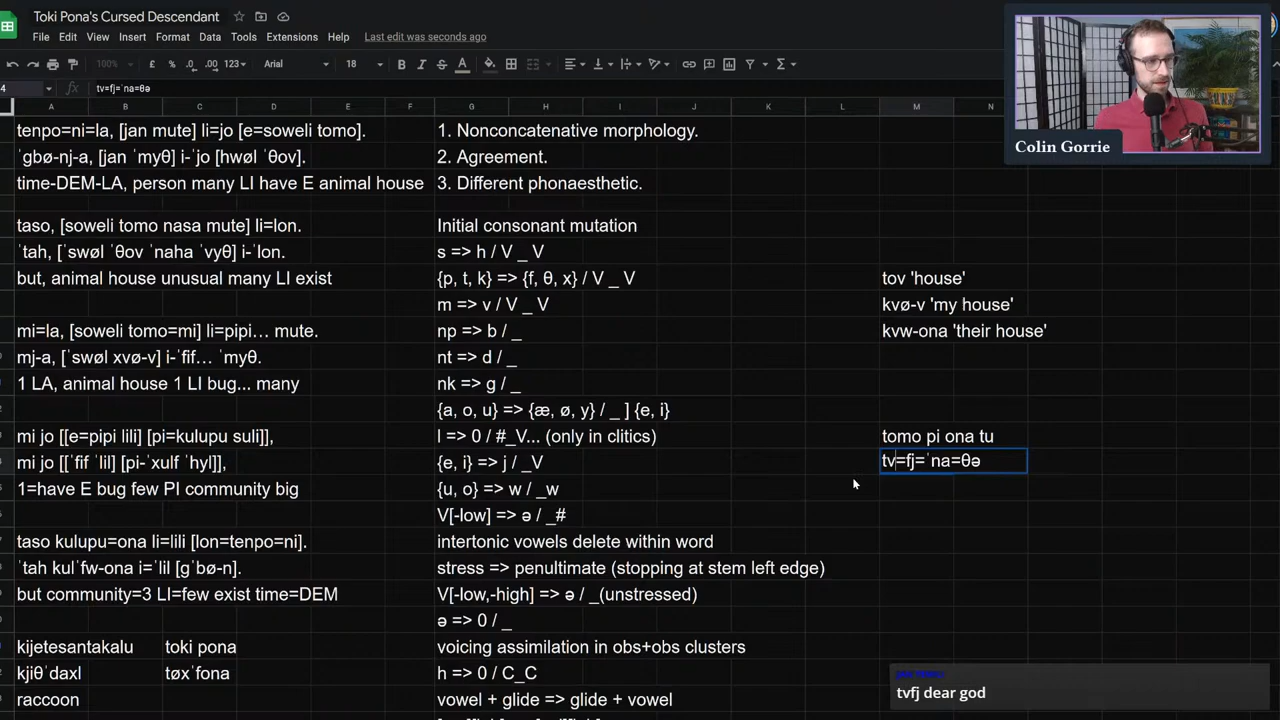 Toki Pona's Cursed Descendant
File Edit View Insert Format Data Tools Extensions Help Last edit was seconds ago
100% £ % .0 .00 123 Arial 18 B I S A
4 fx tv=fj=ˈna=θə
A B C D E F G H I J K L M N
tenpo=ni=la, [jan mute] li=jo [e=soweli tomo]. 1. Nonconcatenative morphology.
ˈgbø-nj-a, [jan ˈmyθ] i-ˈjo [hwøl ˈθov]. 2. Agreement.
time-DEM-LA, person many LI have E animal house 3. Different phonaesthetic.
taso, [soweli tomo nasa mute] li=lon. Initial consonant mutation
ˈtah, [ˈswøl ˈθov ˈnaha ˈvyθ] i-ˈlon. s => h / V _ V
but, animal house unusual many LI exist {p, t, k} => {f, θ, x} / V _ V tov 'house'
m => v / V _ V kvø-v 'my house'
mi=la, [soweli tomo=mi] li=pipi… mute. np => b / _ kvw-ona 'their house'
mj-a, [ˈswøl xvø-v] i-ˈfif… ˈmyθ. nt => d / _
1 LA, animal house 1 LI bug... many nk => g / _
{a, o, u} => {æ, ø, y} / _ ] {e, i}
mi jo [[e=pipi lili] [pi=kulupu suli]], l => 0 / #_V... (only in clitics) tomo pi ona tu
mi jo [[ˈfif ˈlil] [pi-ˈxulf ˈhyl]], {e, i} => j / _V tv=fj=ˈna=θə
1=have E bug few PI community big {u, o} => w / _w
V[-low] => ə / _#
taso kulupu=ona li=lili [lon=tenpo=ni]. intertonic vowels delete within word
ˈtah kulˈfw-ona i=ˈlil [gˈbø-n]. stress => penultimate (stopping at stem left edge)
but community=3 LI=few exist time=DEM V[-low,-high] => ə / _(unstressed)
ə => 0 / _
kijetesantakalu toki pona voicing assimilation in obs+obs clusters
kjiθˈdaxl tøxˈfona h => 0 / C_C
raccoon vowel + glide => glide + vowel
Colin Gorrie
tvfj dear god